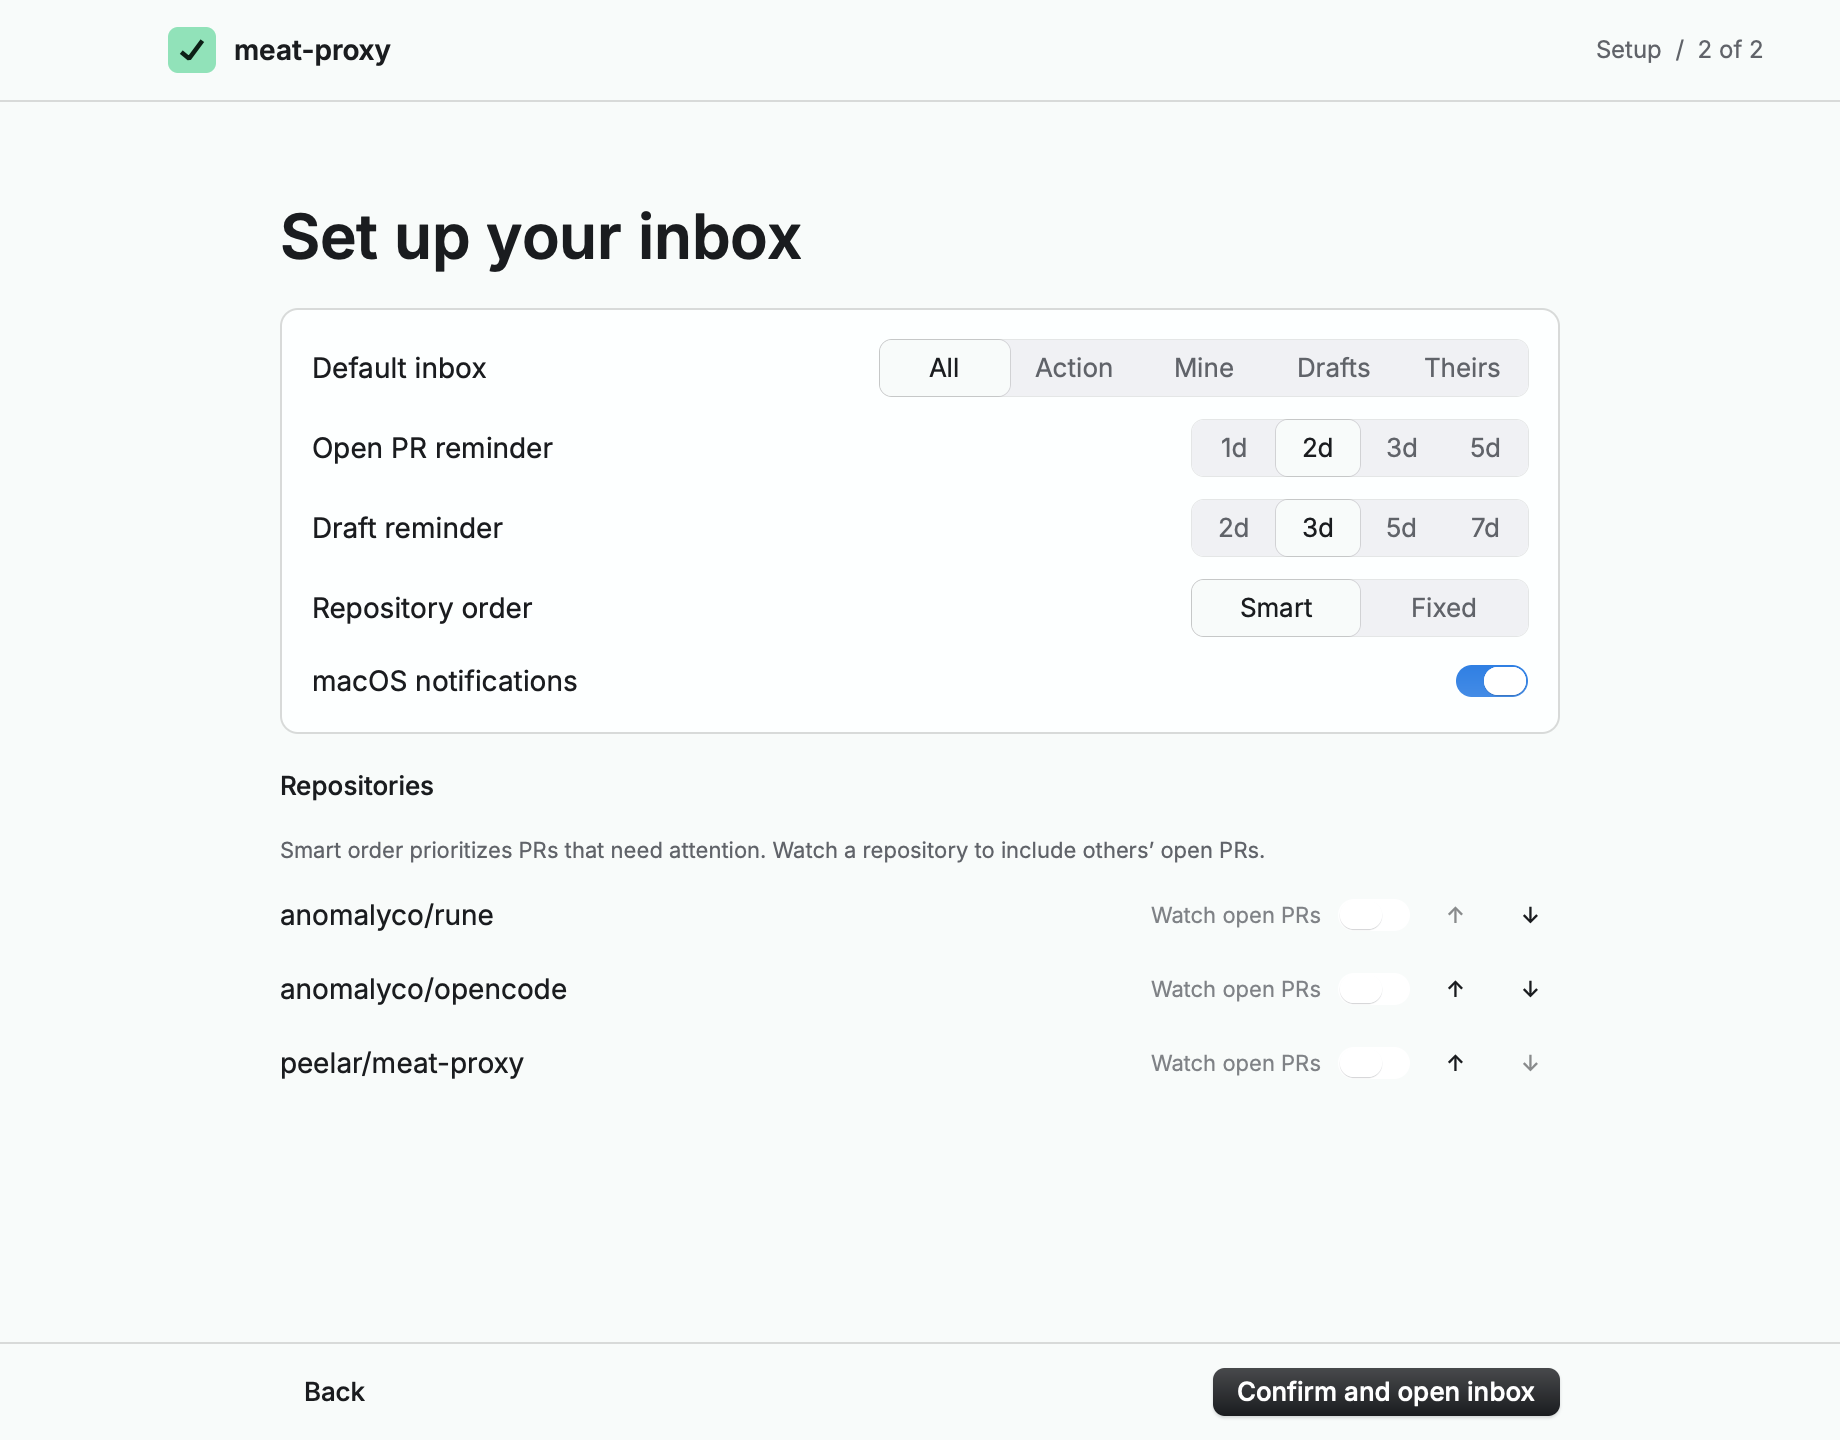 meat-proxy
Setup / 2 of 2
Set up your inbox
Default inbox
All Action Mine Drafts Theirs
Open PR reminder
1d 2d 3d 5d
Draft reminder
2d 3d 5d 7d
Repository order
Smart Fixed
macOS notifications
Repositories
Smart order prioritizes PRs that need attention. Watch a repository to include others’ open PRs.
anomalyco/rune
Watch open PRs ↑ ↓
anomalyco/opencode
Watch open PRs ↑ ↓
peelar/meat-proxy
Watch open PRs ↑ ↓
Back
Confirm and open inbox